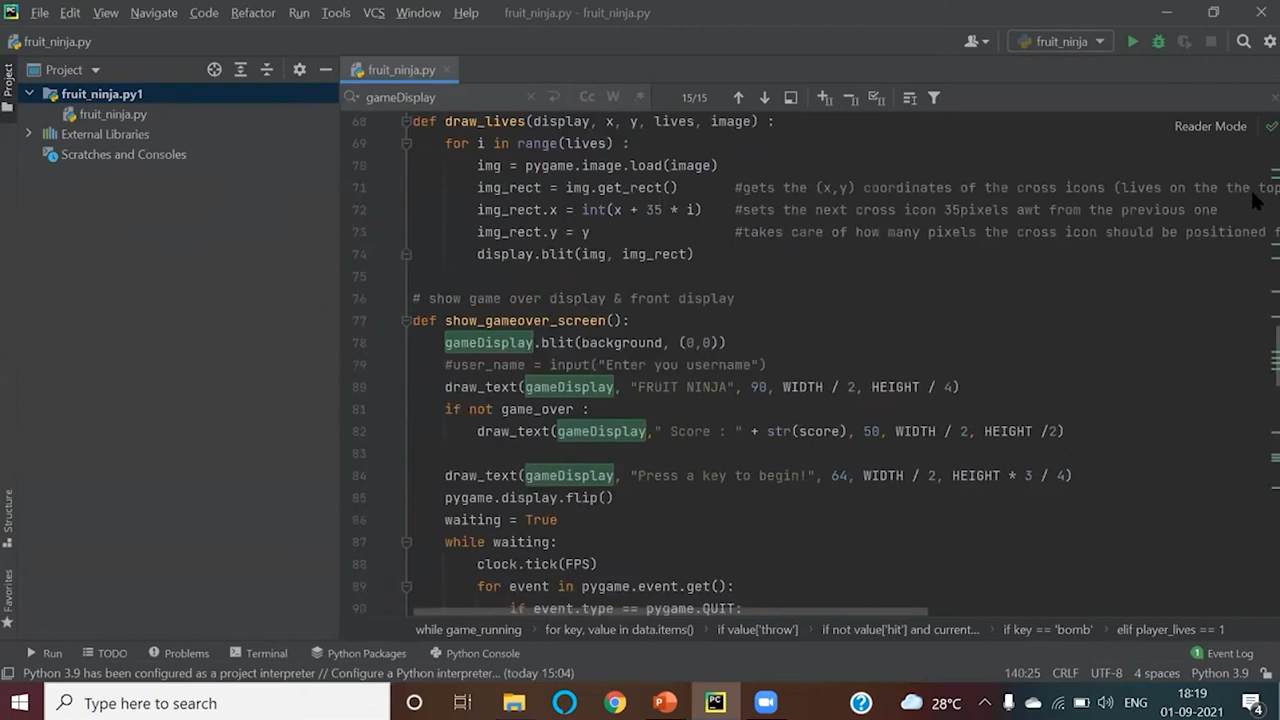 PC File Edit View Navigate Code Refactor Run Tools VCS Window Help fruit_ninja.py - fruit_ninja.py
fruit_ninja.py fruit_ninja
Project Project fruit_ninja.py
fruit_ninja.py1
fruit_ninja.py
External Libraries
Scratches and Consoles
gameDisplay Cc W .* 15/15
Reader Mode
68 def draw_lives(display, x, y, lives, image) :
69 for i in range(lives) :
70 img = pygame.image.load(image)
71 img_rect = img.get_rect() #gets the (x,y) coordinates of the cross icons (lives on the the top
72 img_rect.x = int(x + 35 * i) #sets the next cross icon 35pixels awt from the previous one
73 img_rect.y = y #takes care of how many pixels the cross icon should be positioned f
74 display.blit(img, img_rect)
75
76 # show game over display & front display
77 def show_gameover_screen():
78 gameDisplay.blit(background, (0,0))
79 #user_name = input("Enter you username")
80 draw_text(gameDisplay, "FRUIT NINJA", 90, WIDTH / 2, HEIGHT / 4)
81 if not game_over :
82 draw_text(gameDisplay," Score : " + str(score), 50, WIDTH / 2, HEIGHT /2)
84 draw_text(gameDisplay, "Press a key to begin!", 64, WIDTH / 2, HEIGHT * 3 / 4)
85 pygame.display.flip()
86 waiting = True
87 while waiting:
88 clock.tick(FPS)
89 for event in pygame.event.get():
90 if event.type == pygame.QUIT:
while game_running for key, value in data.items() if value['throw'] if not value['hit'] and current... if key == 'bomb' elif player_lives == 1
Structure
Favorites
Run TODO Problems Terminal Python Packages Python Console 1 Event Log
Python 3.9 has been configured as a project interpreter // Configure a Python interpreter... (today 15:04) 140:25 CRLF UTF-8 4 spaces Python 3.9
Type here to search 28°C ENG 18:19
01-09-2021 4